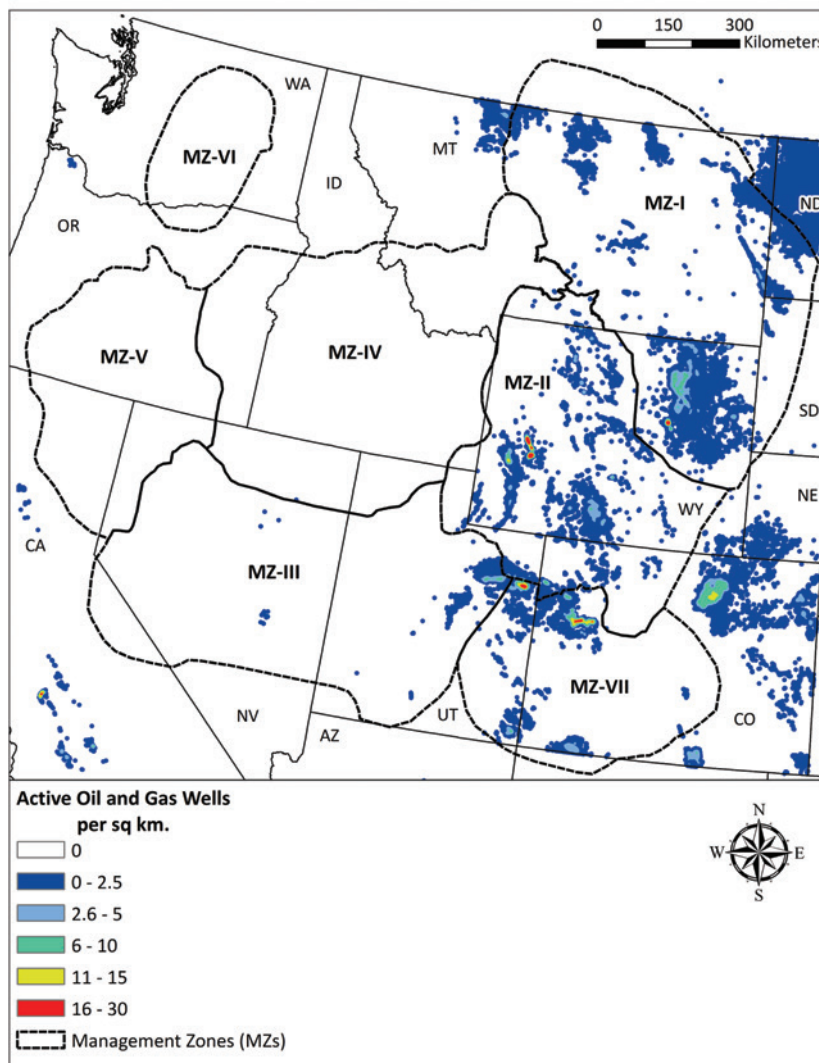 0 150 300
Kilometers
WA
MZ-VI
MT
ID
MZ-I
ND
OR
MZ-V
MZ-IV
MZ-II
SD
WY
NE
CA
MZ-III
MZ-VII
NV
UT
CO
AZ
Active Oil and Gas Wells
per sq km.
0
0 - 2.5
2.6 - 5
6 - 10
11 - 15
16 - 30
Management Zones (MZs)
N
W E
S